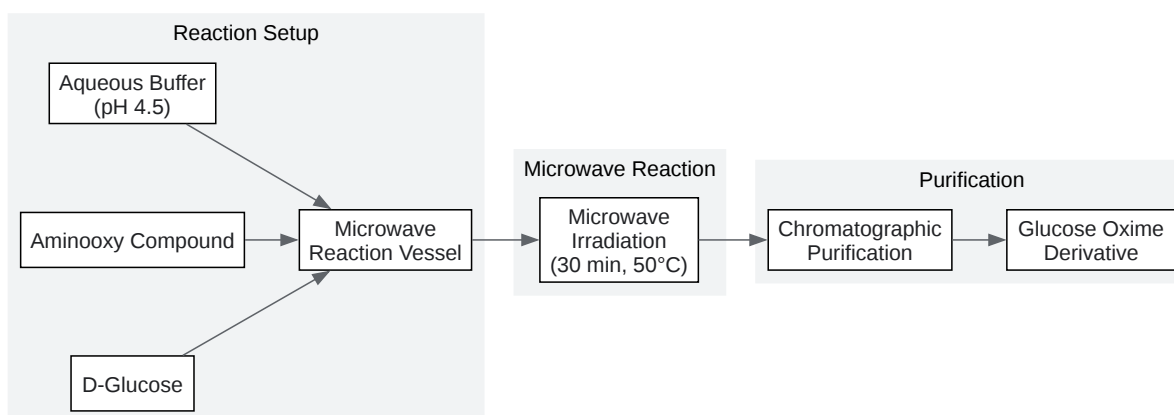 Reaction Setup
Aqueous Buffer
(pH 4.5)
Aminooxy Compound
D-Glucose
Microwave
Reaction Vessel
Microwave Reaction
Microwave
Irradiation
(30 min, 50°C)
Purification
Chromatographic
Purification
Glucose Oxime
Derivative